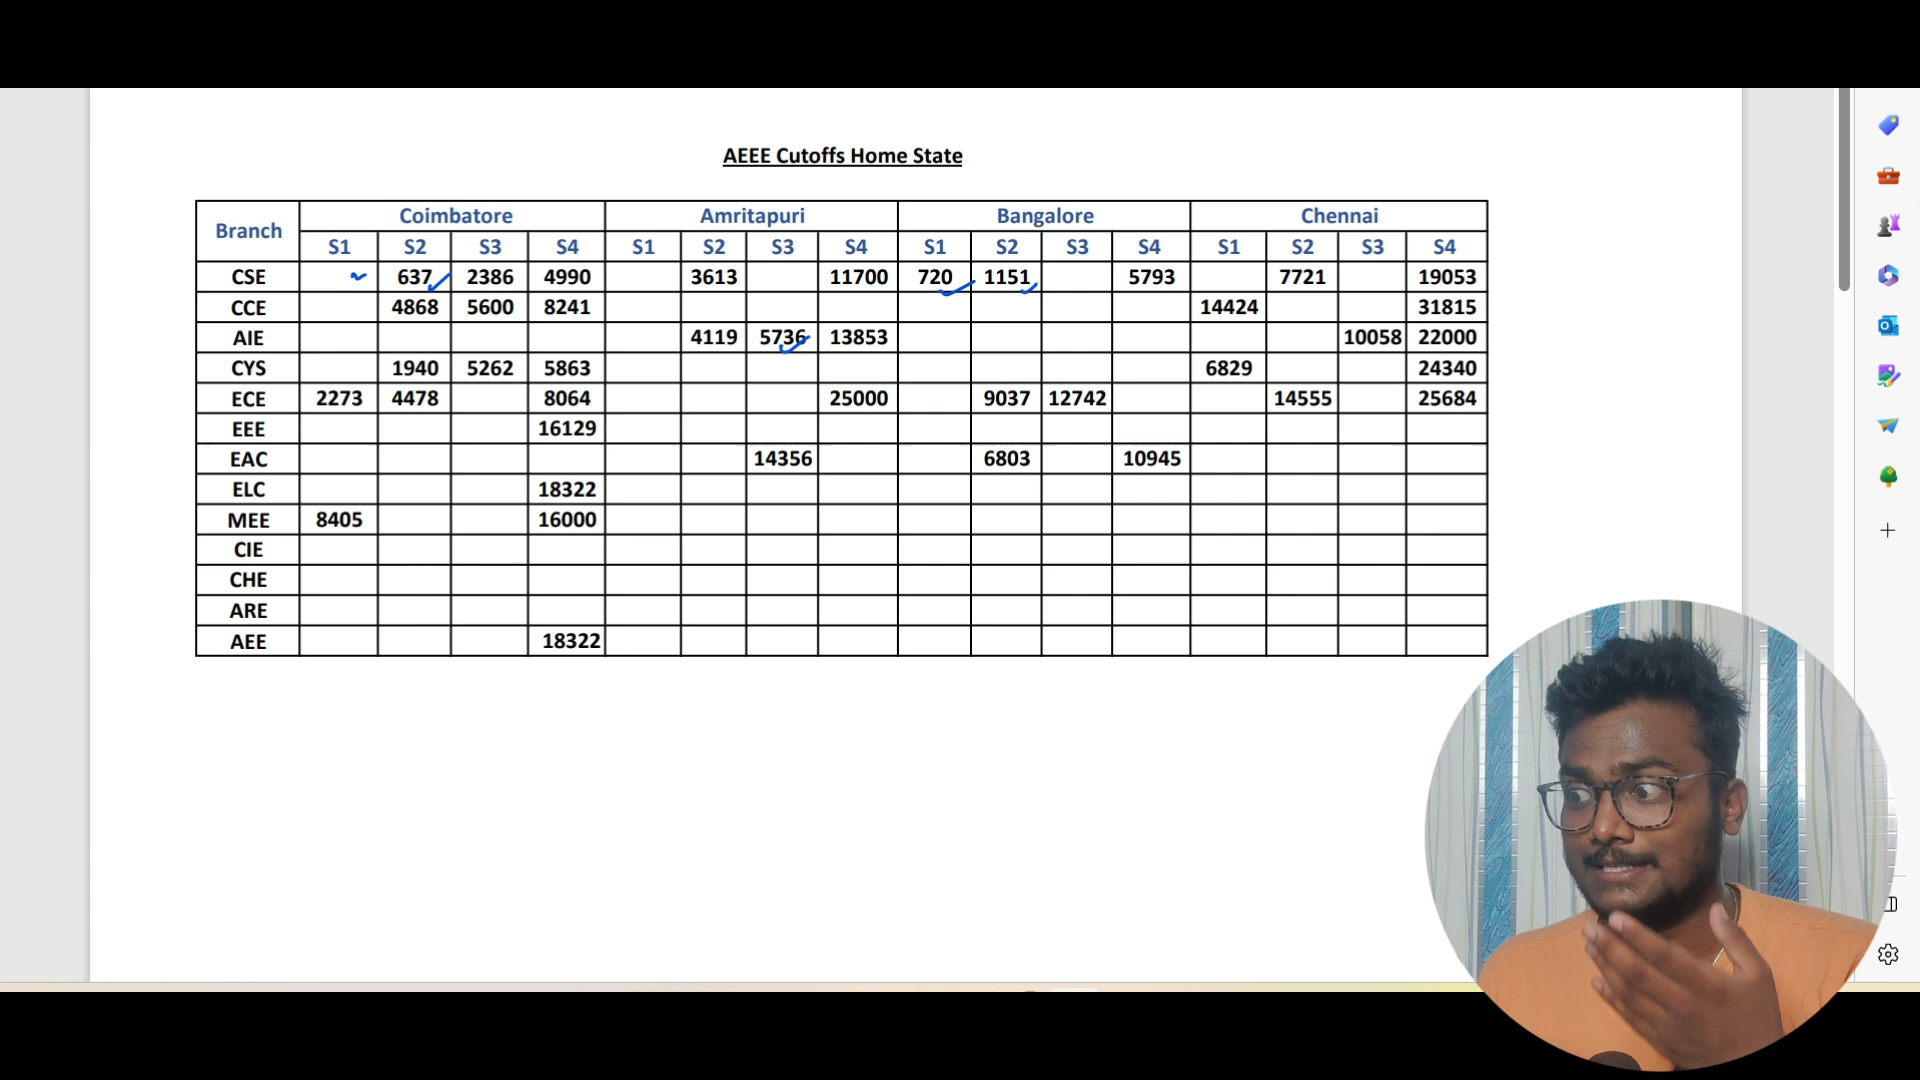 AEEE Cutoffs Home State
Branch Coimbatore Amritapuri Bangalore Chennai
S1 S2 S3 S4 S1 S2 S3 S4 S1 S2 S3 S4 S1 S2 S3 S4
CSE 637 2386 4990 3613 11700 720 1151 5793 7721 19053
CCE 4868 5600 8241 14424 31815
AIE 4119 5736 13853 10058 22000
CYS 1940 5262 5863 6829 24340
ECE 2273 4478 8064 25000 9037 12742 14555 25684
EEE 16129
EAC 14356 6803 10945
ELC 18322
MEE 8405 16000
CIE
CHE
ARE
AEE 18322